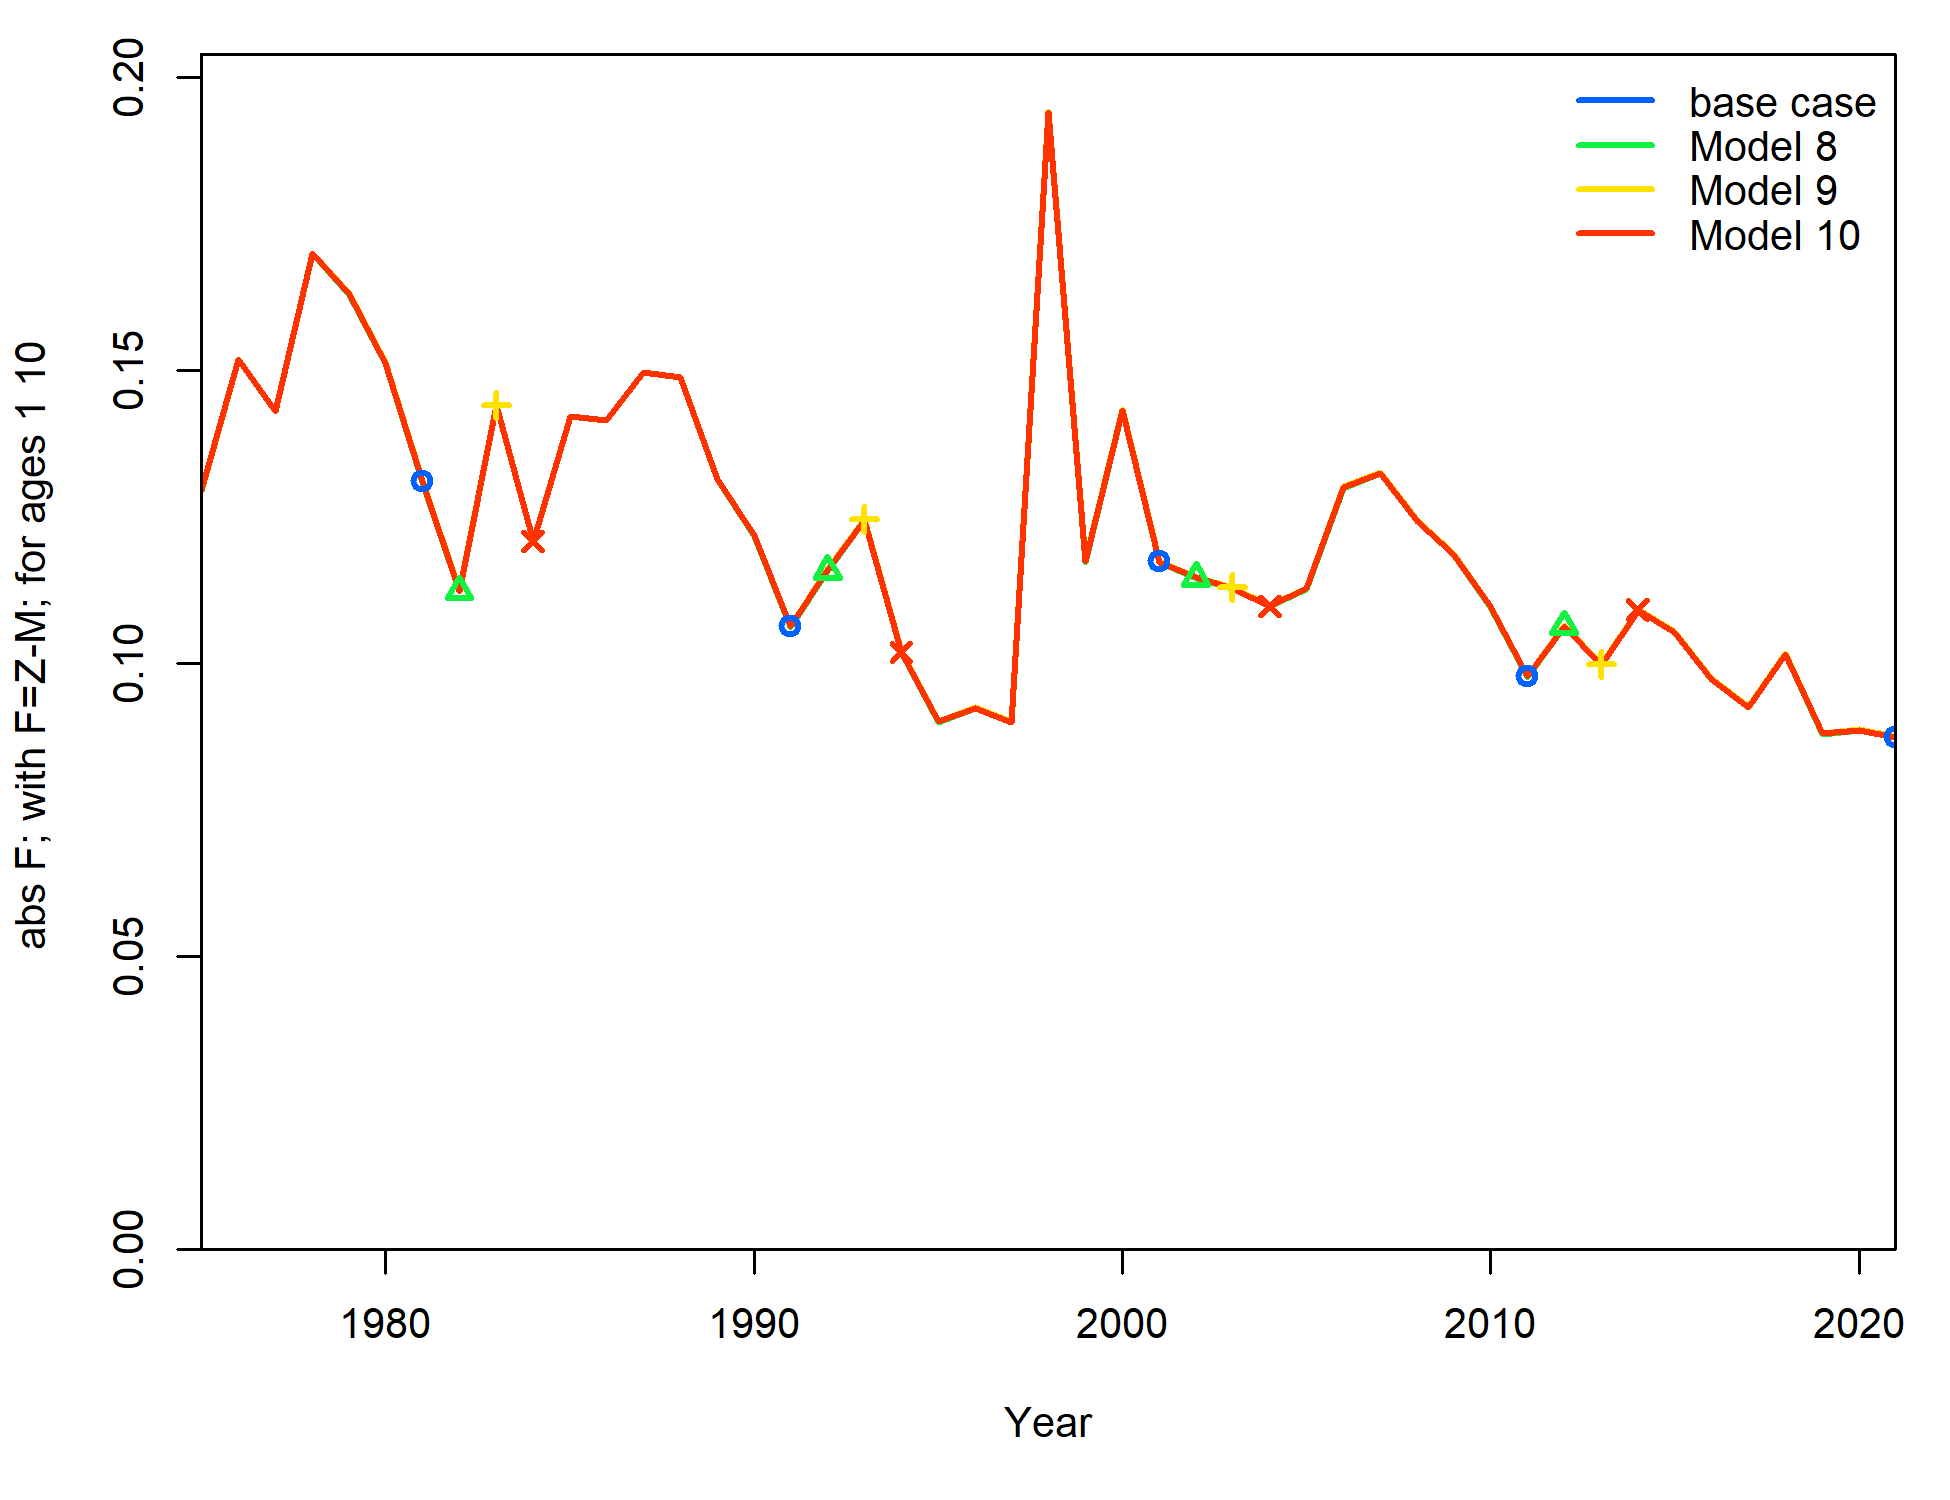 abs F; with F=Z-M; for ages 1 10
0.20
0.15
0.10
0.05
0.00
base case
Model 8
Model 9
Model 10
1980
1990
2000
2010
2020
Year